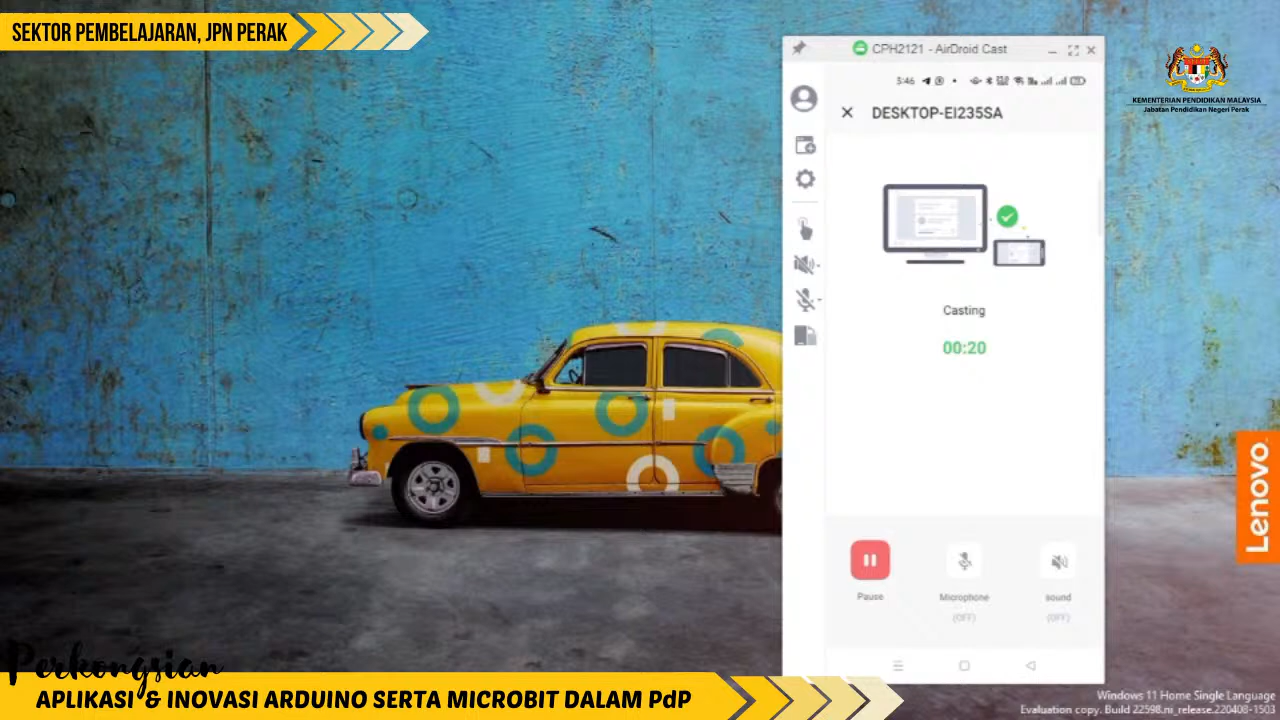 SEKTOR PEMBELAJARAN, JPN PERAK
CPH2121 - AirDroid Cast
5:46
DESKTOP-EI235SA
KEMENTERIAN PENDIDIKAN MALAYSIA
Jabatan Pendidikan Negeri Perak
Casting
00:20
Lenovo
Pause
Microphone
(OFF)
sound
(OFF)
Perkongsian
APLIKASI & INOVASI ARDUINO SERTA MICROBIT DALAM PdP
Windows 11 Home Single Language
Evaluation copy. Build 22598.ni_release.220408-1503